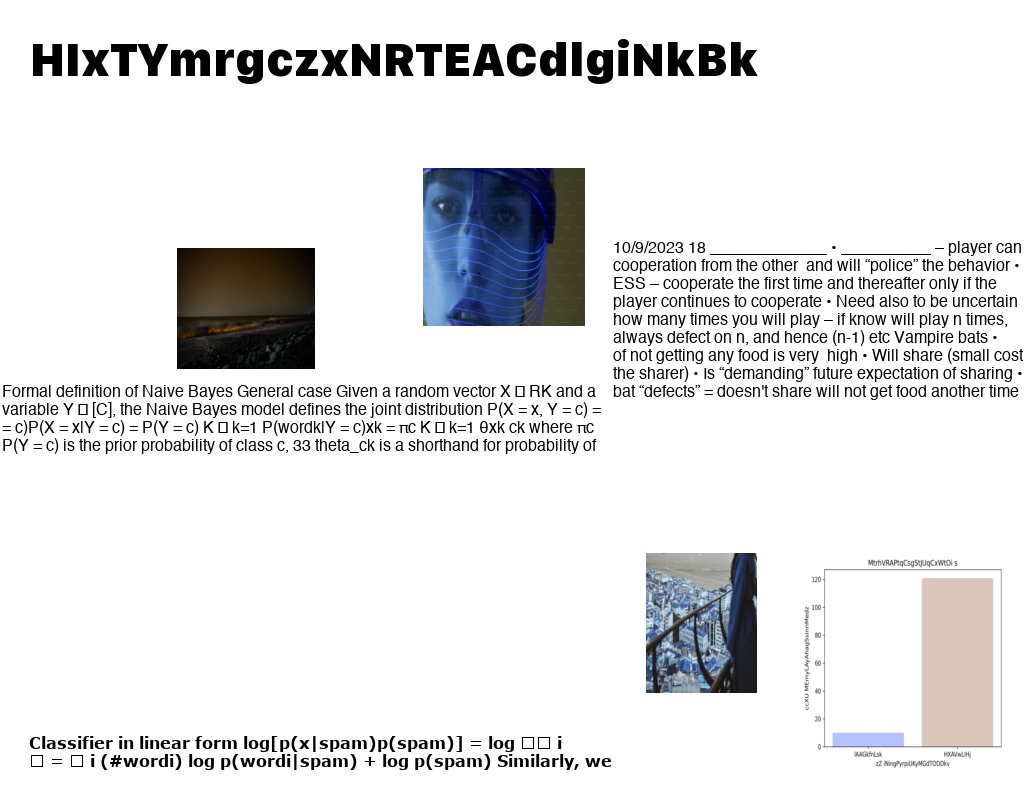 HIxTYmrgczxNRTEACdlgiNkBk
10/9/2023 18 _____________ • __________ – player can
cooperation from the other and will “police” the behavior •
ESS – cooperate the first time and thereafter only if the
player continues to cooperate • Need also to be uncertain
how many times you will play – if know will play n times,
always defect on n, and hence (n-1) etc Vampire bats •
of not getting any food is very high • Will share (small cost
the sharer) • Is “demanding” future expectation of sharing •
bat “defects” = doesn’t share will not get food another time
Formal definition of Naive Bayes General case Given a random vector X □ RK and a
variable Y □ [C], the Naive Bayes model defines the joint distribution P(X = x, Y = c) =
= c)P(X = x|Y = c) = P(Y = c) K □ k=1 P(wordk|Y = c)xk = πc K □ k=1 θxk ck where πc
P(Y = c) is the prior probability of class c, 33 theta_ck is a shorthand for probability of
MtrhVRAPtqCsgStJUqCxWtOi s
ccXU MEmyLAyAhagSsinnMedz
120
100
80
60
40
20
0
IAAGkfnLsk HXAVwLlHj
zZ iNingPyrpiUKyMGdTODDkv
Classifier in linear form log[p(x|spam)p(spam)] = log □□ i
□ = □ i (#wordi) log p(wordi|spam) + log p(spam) Similarly, we